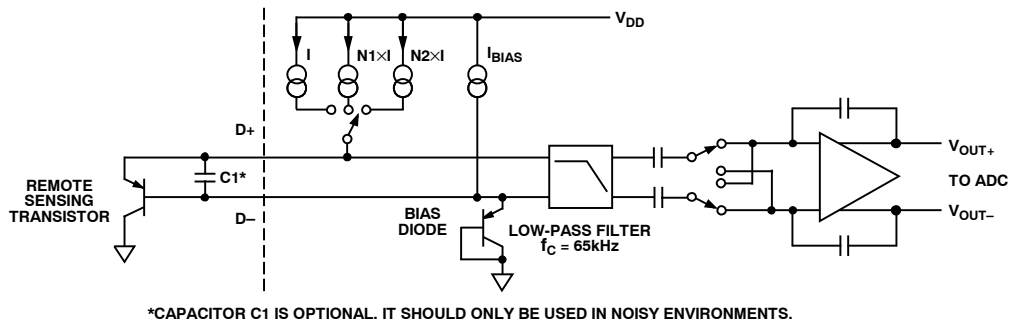 V_DD
I
N1×I
N2×I
I_BIAS
D+
C1*
REMOTE
SENSING
TRANSISTOR
D–
BIAS
DIODE
LOW-PASS FILTER
f_C = 65kHz
V_OUT+
TO ADC
V_OUT–
*CAPACITOR C1 IS OPTIONAL. IT SHOULD ONLY BE USED IN NOISY ENVIRONMENTS.